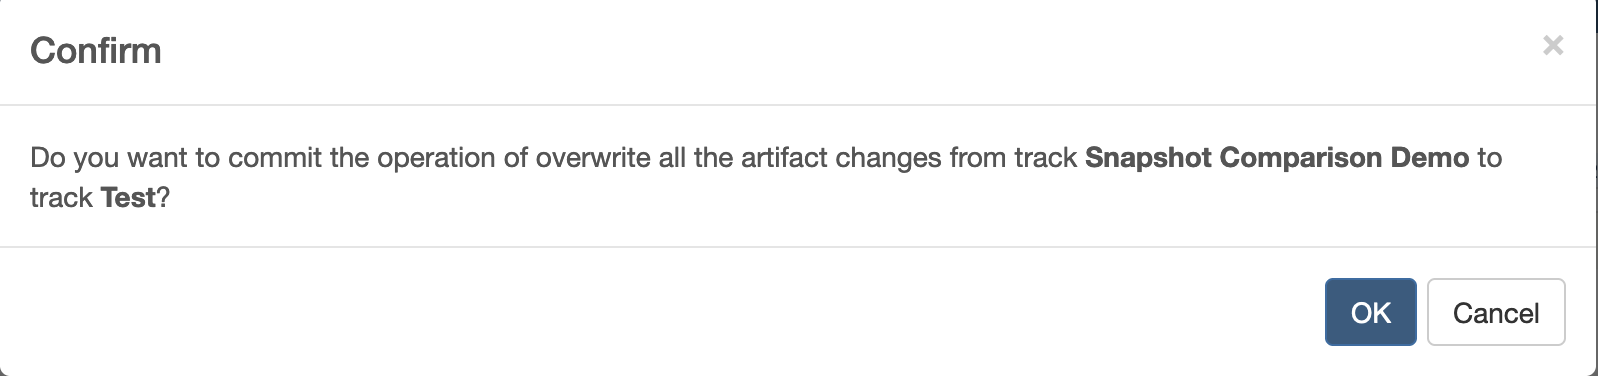 Confirm
×
Do you want to commit the operation of overwrite all the artifact changes from track Snapshot Comparison Demo to
track Test?
OK
Cancel